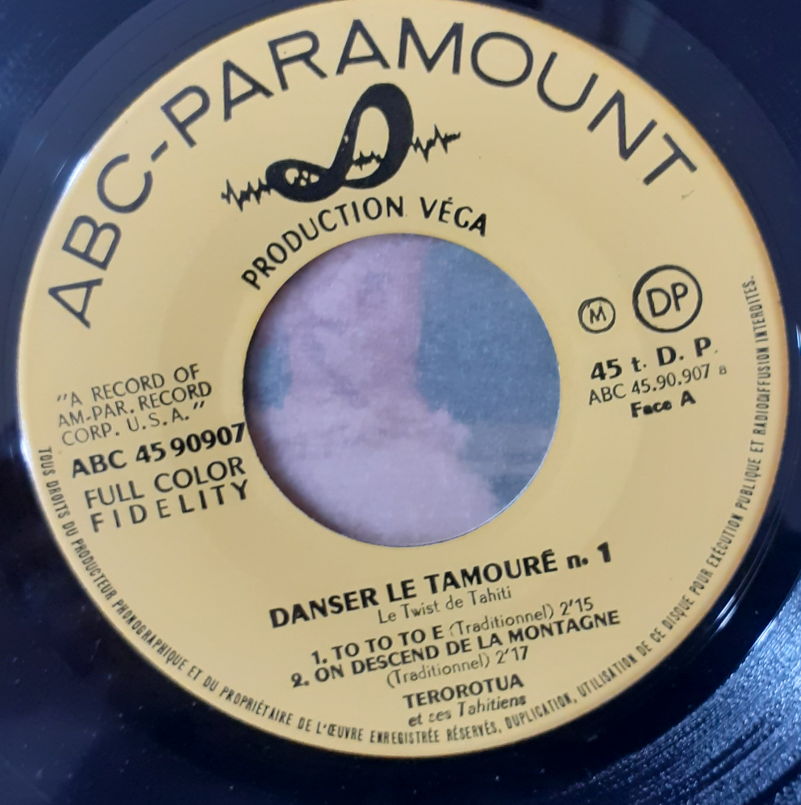 ABC-PARAMOUNT
PRODUCTION VÉGA
M
DP
45 t. D. P.
ABC 45.90.907 a
Face A
"A RECORD OF
AM-PAR. RECORD
CORP. U.S.A."
ABC 45 90907
FULL COLOR
FIDELITY
DANSER LE TAMOURÉ n. 1
Le Twist de Tahiti
1. TO TO TO E (Traditionnel) 2'15
2. ON DESCEND DE LA MONTAGNE
(Traditionnel) 2'17
TEROROTUA
et ses Tahitiens
TOUS DROITS DU PRODUCTEUR PHONOGRAPHIQUE ET DU PROPRIÉTAIRE DE L'ŒUVRE ENREGISTRÉE RÉSERVÉS, DUPLICATION, UTILISATION DE CE DISQUE POUR EXÉCUTION PUBLIQUE ET RADIODIFFUSION INTERDITES.